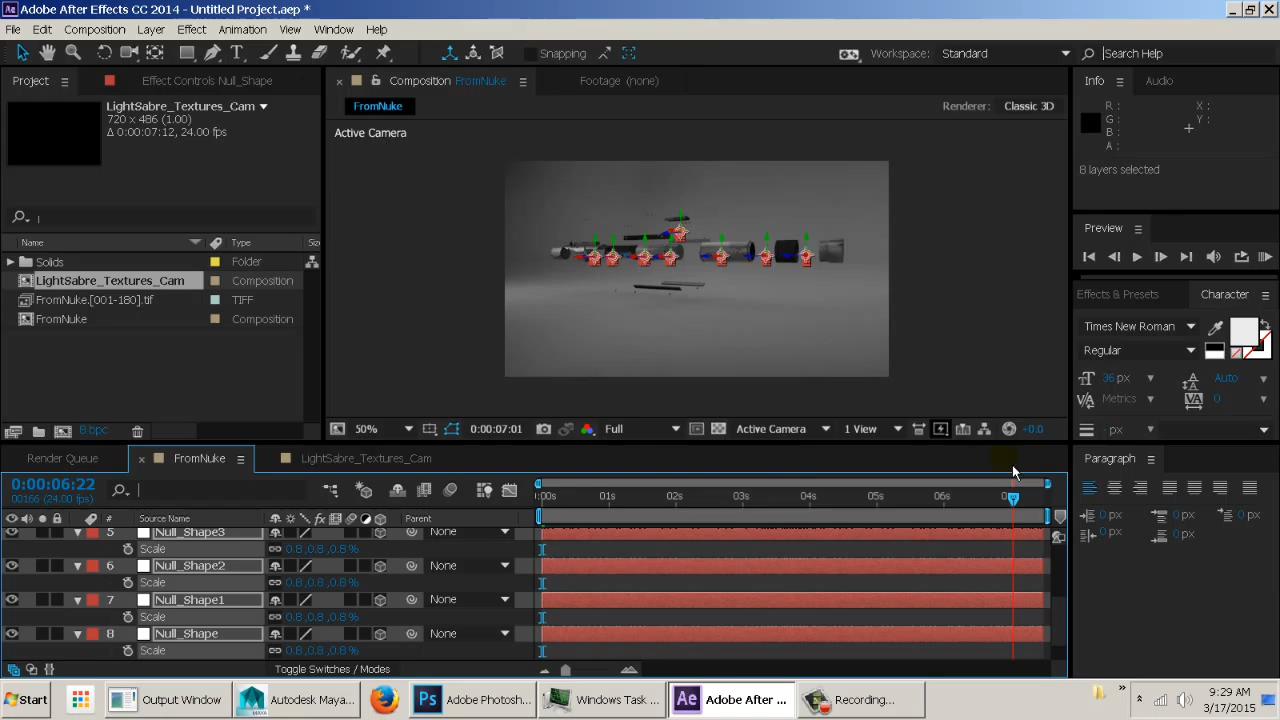 Ae Adobe After Effects CC 2014 - Untitled Project.aep *
File Edit Composition Layer Effect Animation View Window Help
Snapping Workspace: Standard Search Help
Project Effect Controls Null_Shape Composition FromNuke Footage (none) Info Audio
LightSabre_Textures_Cam
720 x 486 (1.00)
Δ 0:00:07:12, 24.00 fps
FromNuke Renderer: Classic 3D
R: X:
G: Y:
B:
A:
Active Camera
8 layers selected
Name Type Size
Solids Folder
LightSabre_Textures_Cam Composition
FromNuke.[001-180].tif TIFF
FromNuke Composition
Preview
Effects & Presets Character
Times New Roman
Regular
36 px Auto
Metrics 0
- px
8 bpc 50% 0:00:07:01 Full Active Camera 1 View +0.0
Render Queue FromNuke LightSabre_Textures_Cam Paragraph
0:00:06:22
00166 (24.00 fps)
:00s 01s 02s 03s 04s 05s 06s
# Source Name Parent
5 [Null_Shape3] None
Scale 0.8,0.8,0.8%
6 [Null_Shape2] None
Scale 0.8,0.8,0.8%
7 [Null_Shape1] None
Scale 0.8,0.8,0.8%
8 [Null_Shape] None
Scale 0.8,0.8,0.8%
Toggle Switches / Modes
0 px 0 px
0 px 0 px
0 px
Start Output Window Autodesk Maya... Ps Adobe Photosh... Windows Task ... Ae Adobe After ... Recording... 9:29 AM
3/17/2015